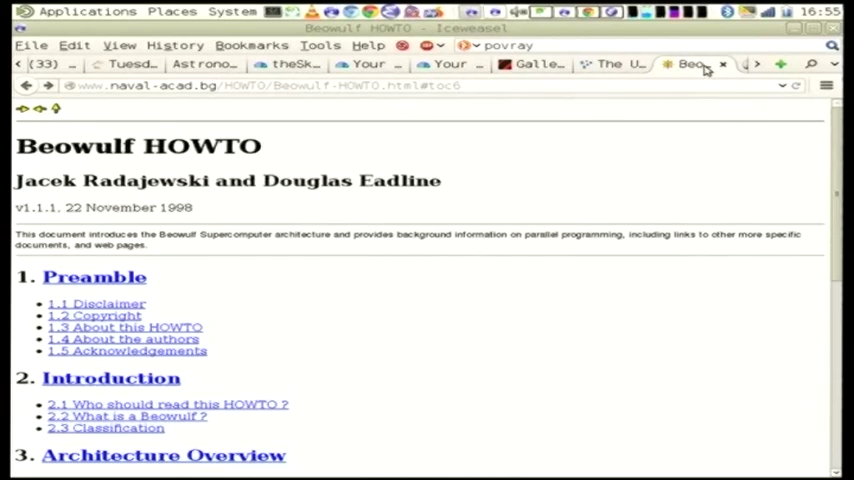 Applications Places System
16:55
Beowulf HOWTO - Iceweasel
File Edit View History Bookmarks Tools Help
povray
(33) ...
Tuesd...
Astrono...
theSk...
Your ...
Your ...
Galle...
The U...
Beo...
www.naval-acad.bg/HOWTO/Beowulf-HOWTO.html#toc6
Beowulf HOWTO
Jacek Radajewski and Douglas Eadline
v1.1.1, 22 November 1998
This document introduces the Beowulf Supercomputer architecture and provides background information on parallel programming, including links to other more specific
documents, and web pages.
1. Preamble
• 1.1 Disclaimer
• 1.2 Copyright
• 1.3 About this HOWTO
• 1.4 About the authors
• 1.5 Acknowledgements
2. Introduction
• 2.1 Who should read this HOWTO ?
• 2.2 What is a Beowulf ?
• 2.3 Classification
3. Architecture Overview